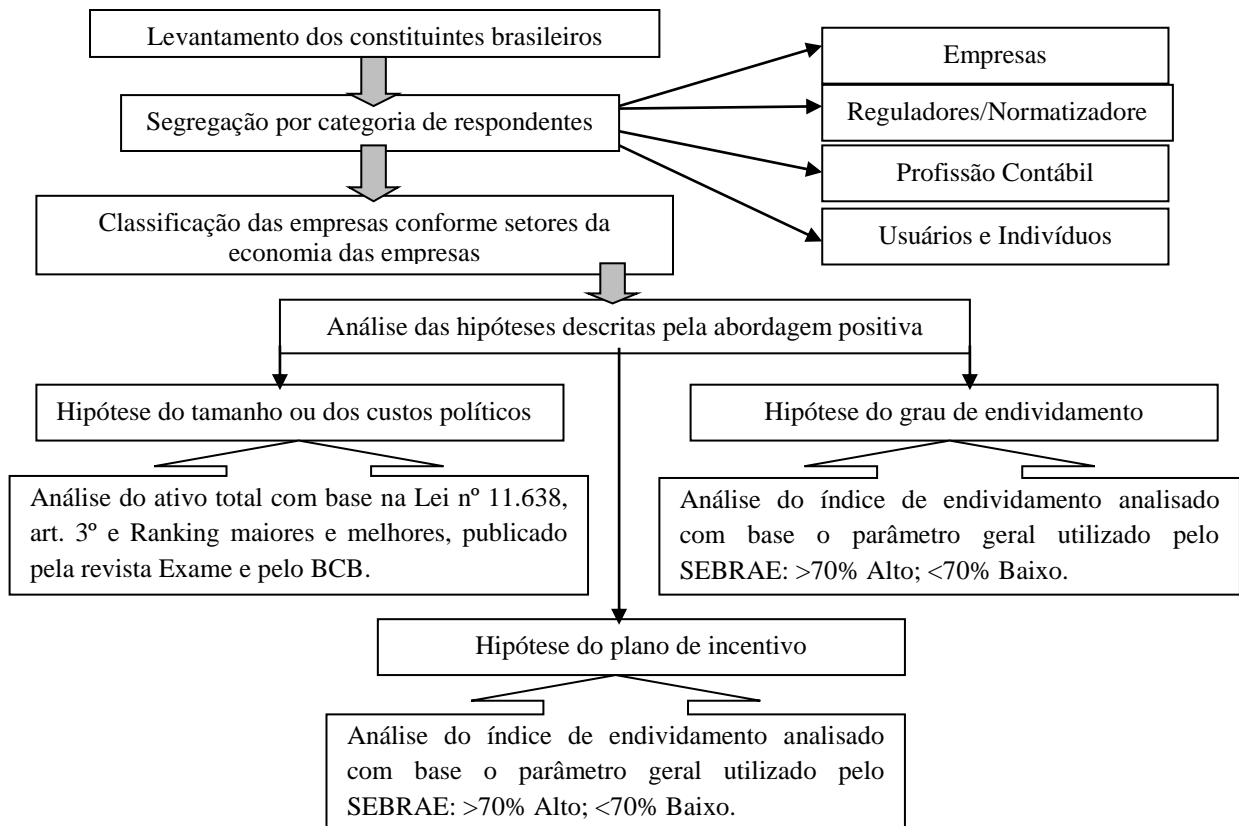 Levantamento dos constituintes brasileiros
Empresas
Segregação por categoria de respondentes
Reguladores/Normatizadore
Profissão Contábil
Classificação das empresas conforme setores da
economia das empresas
Usuários e Indivíduos
Análise das hipóteses descritas pela abordagem positiva
Hipótese do tamanho ou dos custos políticos
Hipótese do grau de endividamento
Análise do ativo total com base na Lei nº 11.638,
art. 3º e Ranking maiores e melhores, publicado
pela revista Exame e pelo BCB.
Análise do índice de endividamento analisado
com base o parâmetro geral utilizado pelo
SEBRAE: >70% Alto; <70% Baixo.
Hipótese do plano de incentivo
Análise do índice de endividamento analisado
com base o parâmetro geral utilizado pelo
SEBRAE: >70% Alto; <70% Baixo.